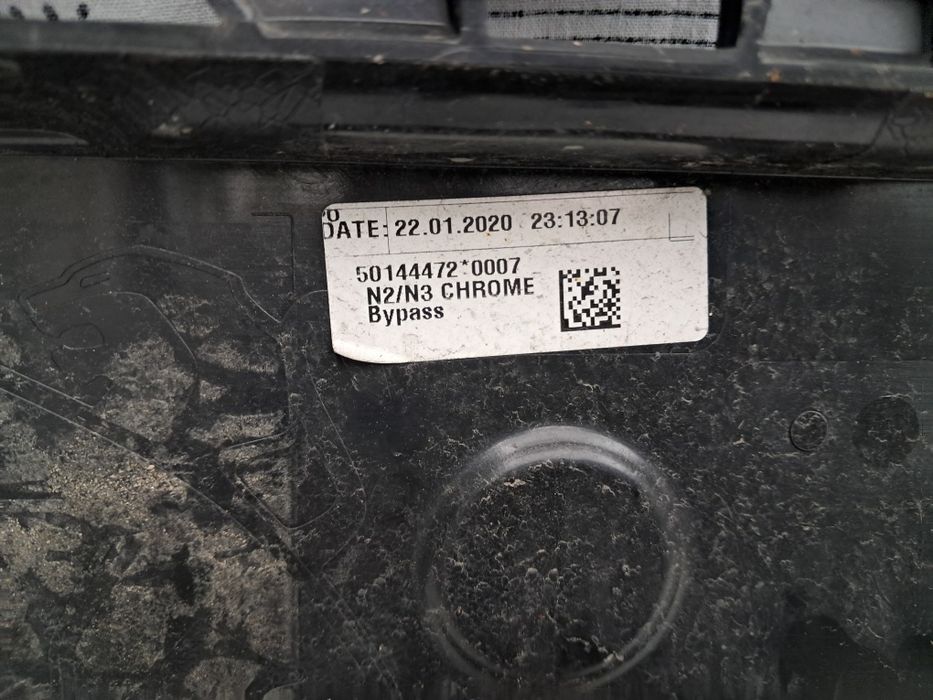 DATE: 22.01.2020 23:13:07
50144472*0007
N2/N3 CHROME
Bypass